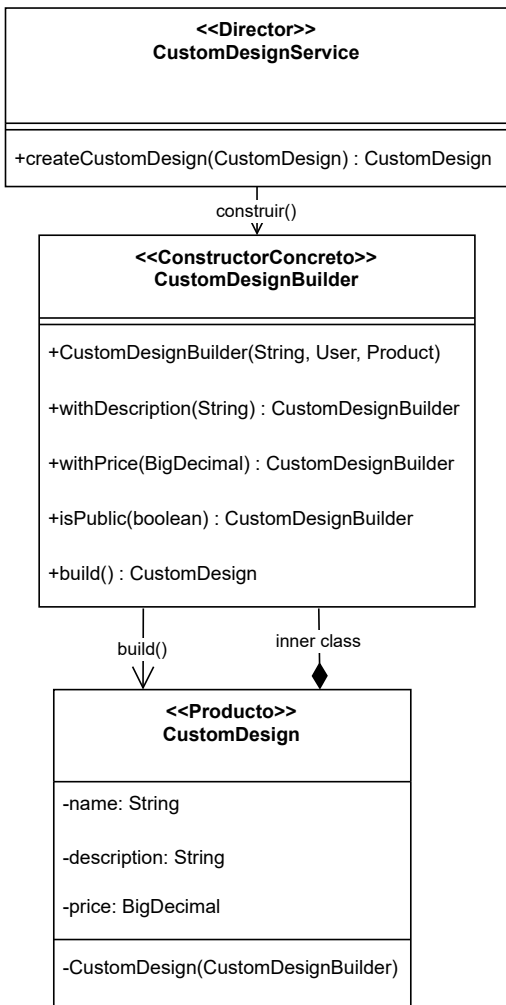 <<Director>>
CustomDesignService
+createCustomDesign(CustomDesign) : CustomDesign
construir()
<<ConstructorConcreto>>
CustomDesignBuilder
+CustomDesignBuilder(String, User, Product)
+withDescription(String) : CustomDesignBuilder
+withPrice(BigDecimal) : CustomDesignBuilder
+isPublic(boolean) : CustomDesignBuilder
+build() : CustomDesign
build()
inner class
<<Producto>>
CustomDesign
-name: String
-description: String
-price: BigDecimal
-CustomDesign(CustomDesignBuilder)